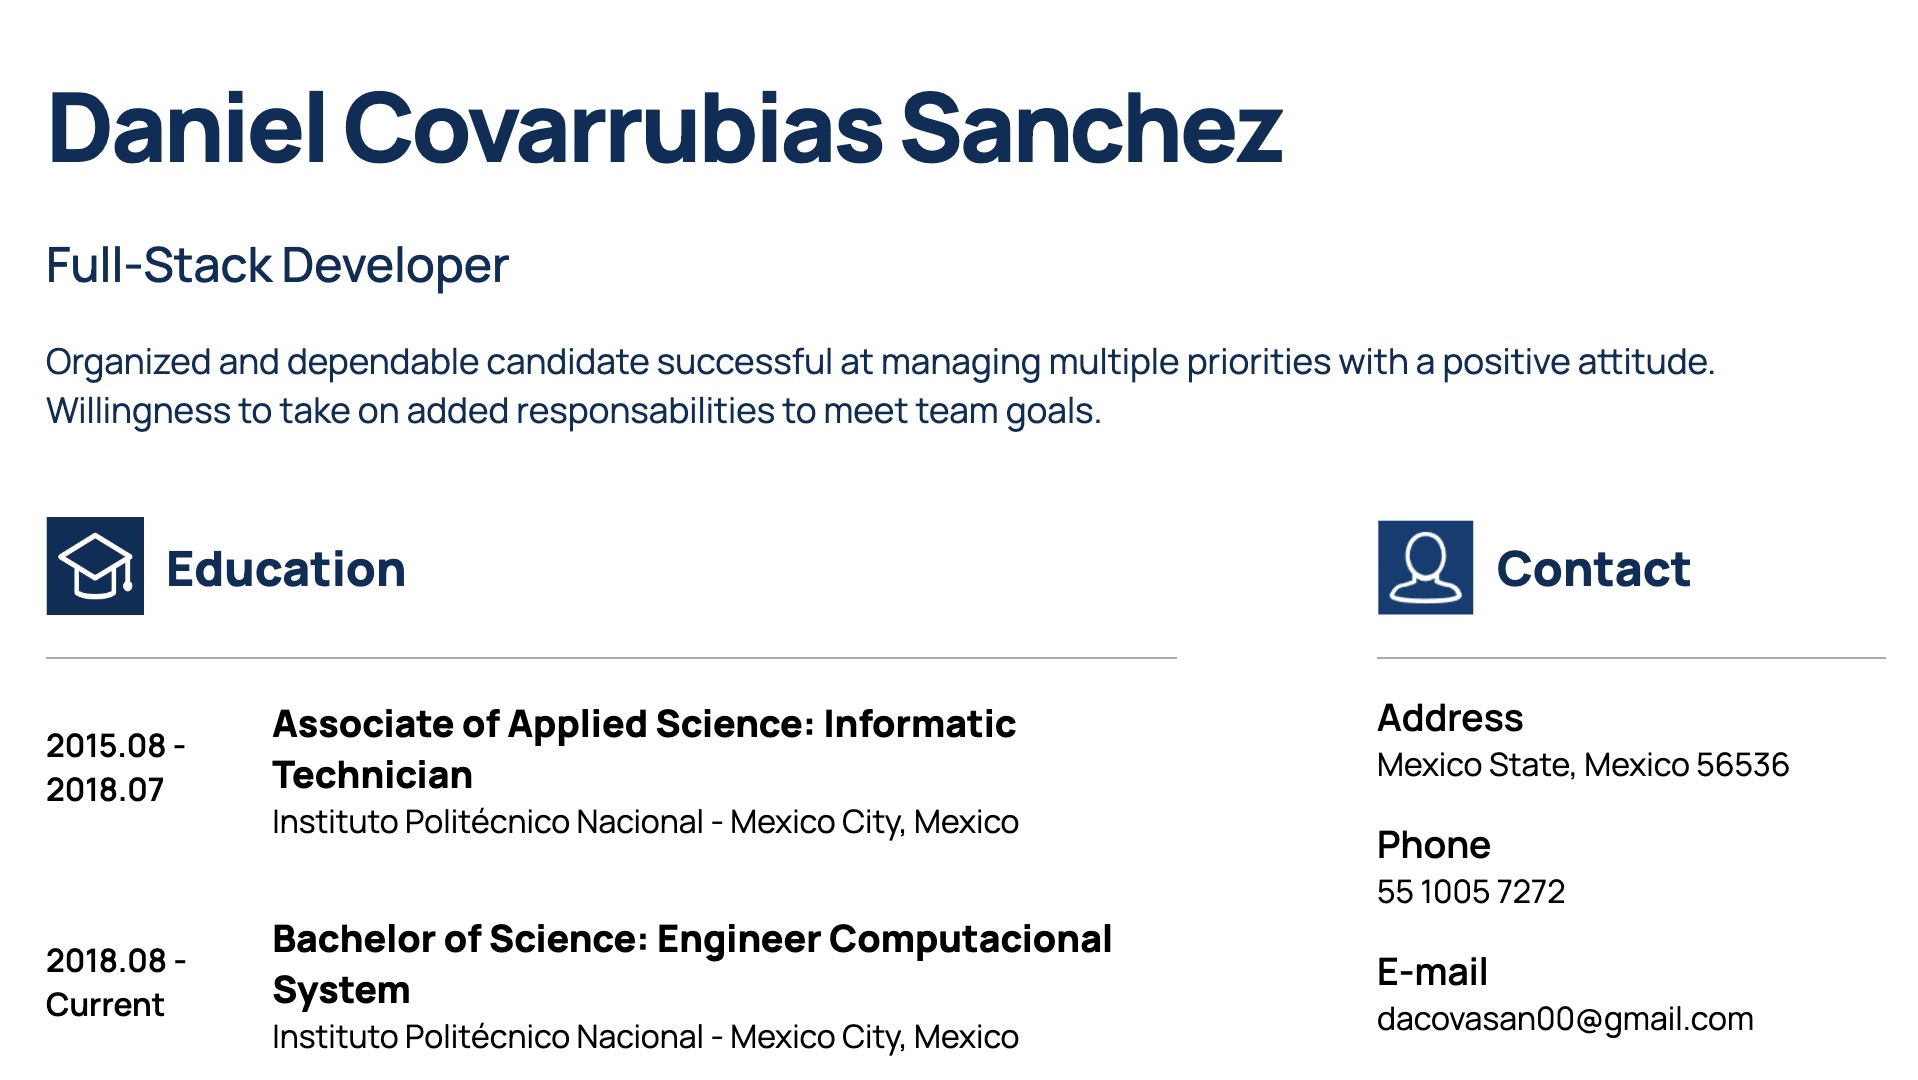 Daniel Covarrubias Sanchez
Full-Stack Developer
Organized and dependable candidate successful at managing multiple priorities with a positive attitude.
Willingness to take on added responsabilities to meet team goals.
Education
2015.08 -
2018.07
Associate of Applied Science: Informatic
Technician
Instituto Politécnico Nacional - Mexico City, Mexico
2018.08 -
Current
Bachelor of Science: Engineer Computacional
System
Instituto Politécnico Nacional - Mexico City, Mexico
Contact
Address
Mexico State, Mexico 56536
Phone
55 1005 7272
E-mail
dacovasan00@gmail.com